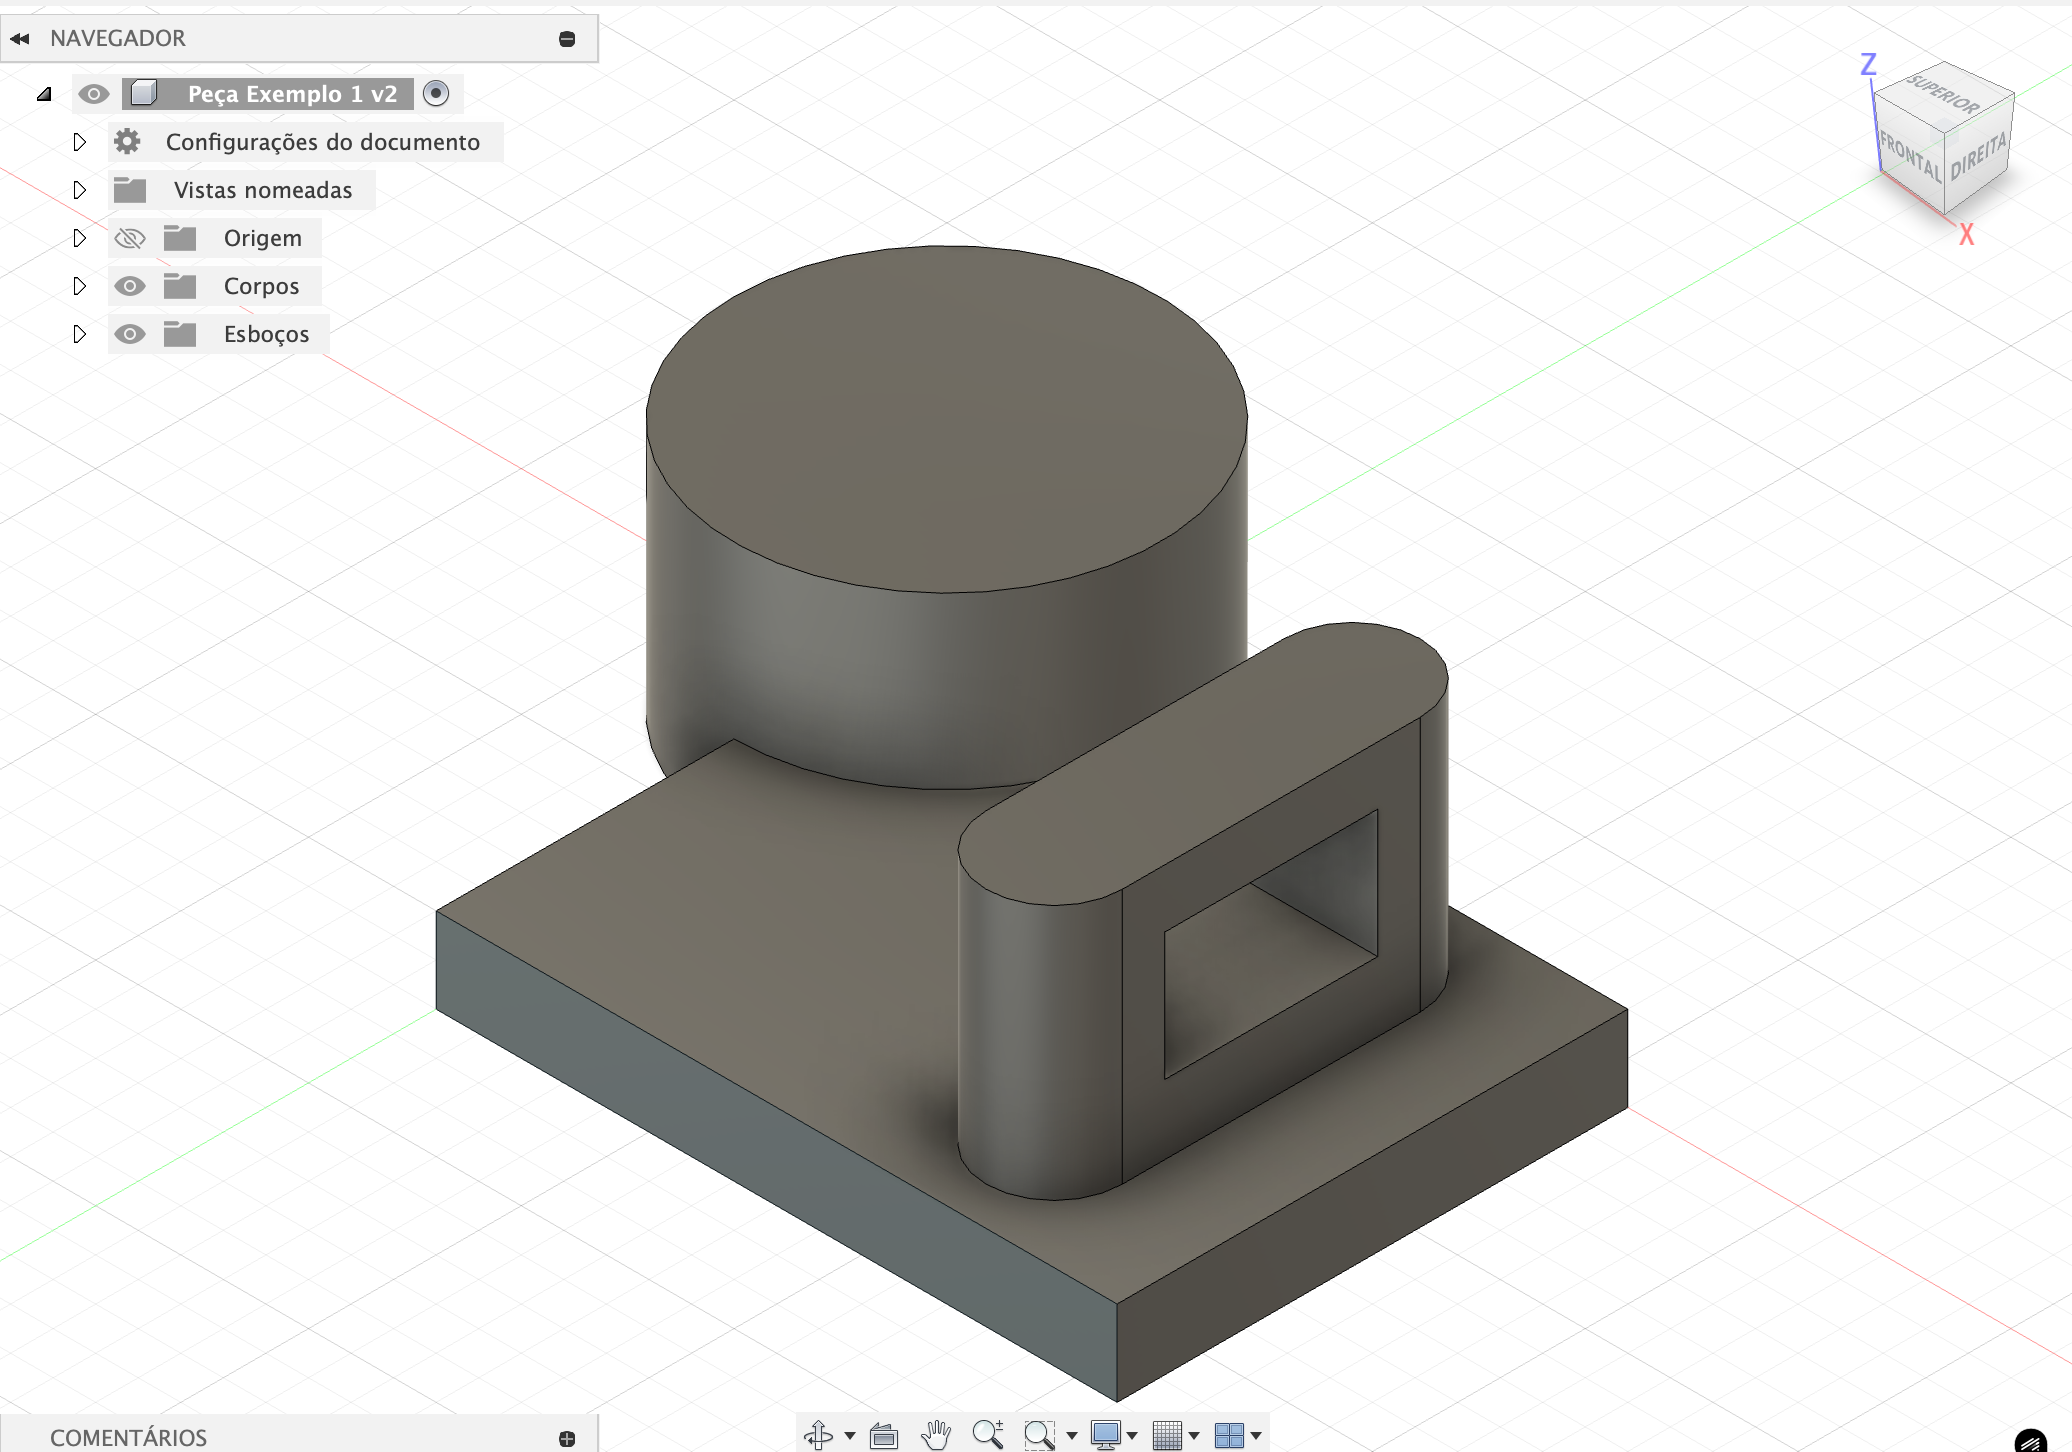 NAVEGADOR
Peça Exemplo 1 v2
Configurações do documento
Vistas nomeadas
Origem
Corpos
Esboços
Z
SUPERIOR
FRONTAL
DIREITA
X
COMENTÁRIOS